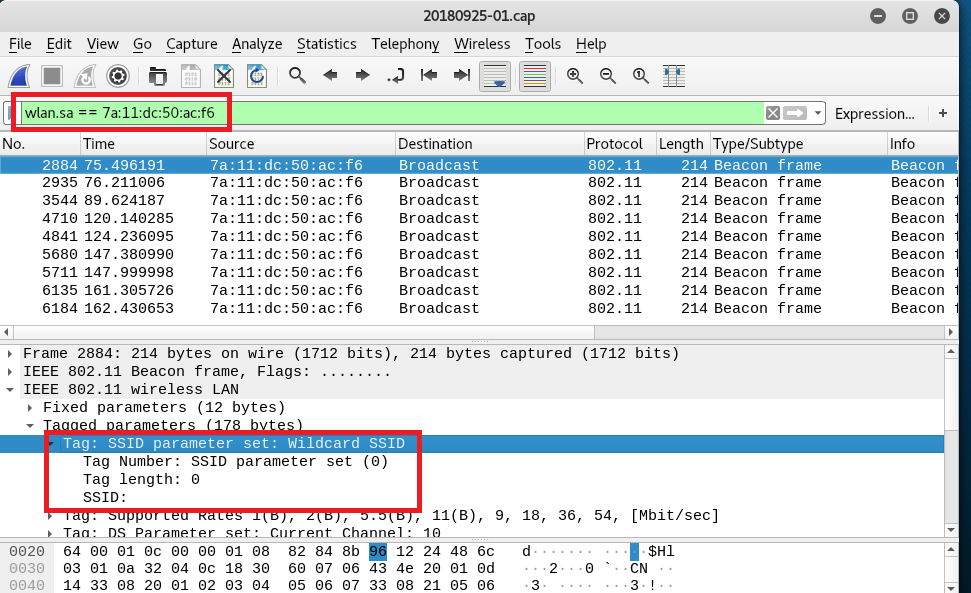 20180925-01.cap
File Edit View Go Capture Analyze Statistics Telephony Wireless Tools Help
wlan.sa == 7a:11:dc:50:ac:f6 Expression... +
No. Time Source Destination Protocol Length Type/Subtype Info
2884 75.496191 7a:11:dc:50:ac:f6 Broadcast 802.11 214 Beacon frame Beacon
2935 76.211006 7a:11:dc:50:ac:f6 Broadcast 802.11 214 Beacon frame Beacon
3544 89.624187 7a:11:dc:50:ac:f6 Broadcast 802.11 214 Beacon frame Beacon
4710 120.140285 7a:11:dc:50:ac:f6 Broadcast 802.11 214 Beacon frame Beacon
4841 124.236095 7a:11:dc:50:ac:f6 Broadcast 802.11 214 Beacon frame Beacon
5680 147.380990 7a:11:dc:50:ac:f6 Broadcast 802.11 214 Beacon frame Beacon
5711 147.999998 7a:11:dc:50:ac:f6 Broadcast 802.11 214 Beacon frame Beacon
6135 161.305726 7a:11:dc:50:ac:f6 Broadcast 802.11 214 Beacon frame Beacon
6184 162.430653 7a:11:dc:50:ac:f6 Broadcast 802.11 214 Beacon frame Beacon
Frame 2884: 214 bytes on wire (1712 bits), 214 bytes captured (1712 bits)
IEEE 802.11 Beacon frame, Flags: ........
IEEE 802.11 wireless LAN
Fixed parameters (12 bytes)
Tagged parameters (178 bytes)
Tag: SSID parameter set: Wildcard SSID
Tag Number: SSID parameter set (0)
Tag length: 0
SSID:
Tag: Supported Rates 1(B), 2(B), 5.5(B), 11(B), 9, 18, 36, 54, [Mbit/sec]
Tag: DS Parameter set: Current Channel: 10
0020 64 00 01 0c 00 00 01 08 82 84 8b 96 12 24 48 6c d······· ····$Hl
0030 03 01 0a 32 04 0c 18 30 60 07 06 43 4e 20 01 0d ···2···0 `··CN ··
0040 14 33 08 20 01 02 03 04 05 06 07 33 08 21 05 06 ·3· ···· ···3·!··